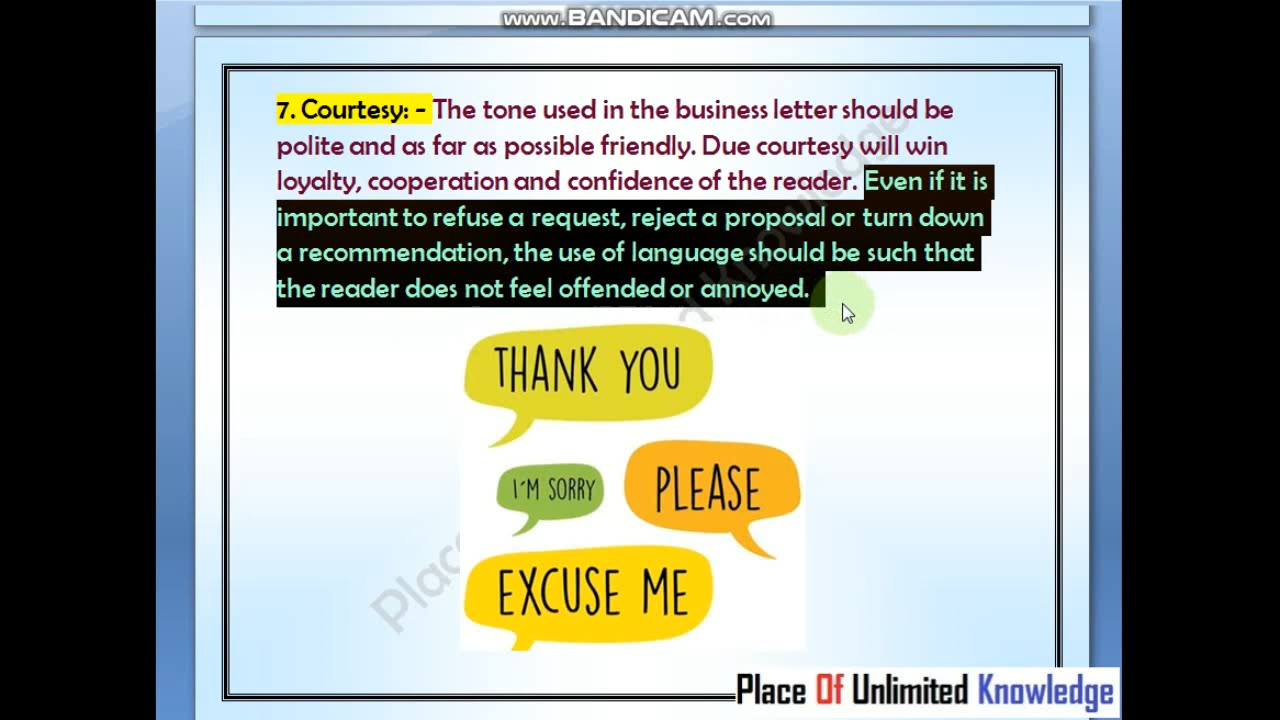 www.BANDICAM.com
7. Courtesy: - The tone used in the business letter should be
polite and as far as possible friendly. Due courtesy will win
loyalty, cooperation and confidence of the reader. Even if it is
important to refuse a request, reject a proposal or turn down
a recommendation, the use of language should be such that
the reader does not feel offended or annoyed.
THANK YOU
I'M SORRY
PLEASE
EXCUSE ME
Place Of Unlimited Knowledge